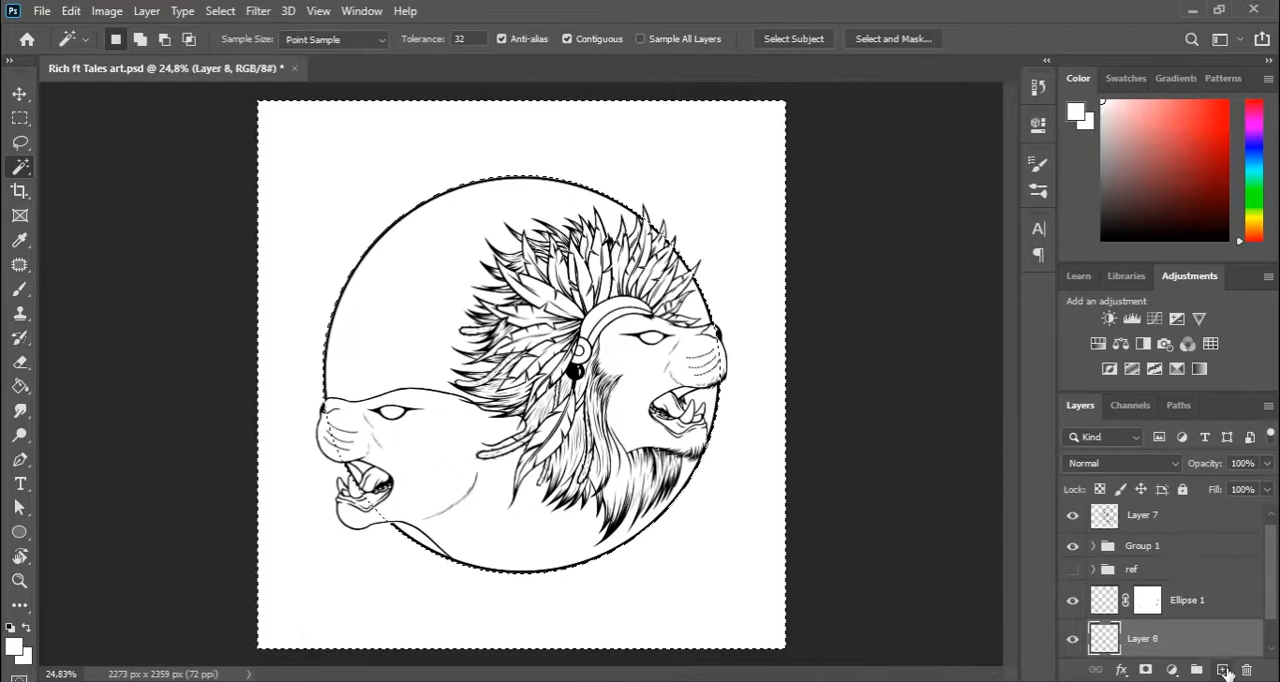 Ps File Edit Image Layer Type Select Filter 3D View Window Help
Sample Size: Point Sample Tolerance: 32 Anti-alias Contiguous Sample All Layers Select Subject Select and Mask...
Rich ft Tales art.psd @ 24,8% (Layer 8, RGB/8#) *
Color Swatches Gradients Patterns
Learn Libraries Adjustments
Add an adjustment
Layers Channels Paths
Kind
Normal Opacity: 100%
Lock: Fill: 100%
Layer 7
Group 1
ref
Ellipse 1
Layer 8
fx
24,83% 2273 px x 2359 px (72 ppi)